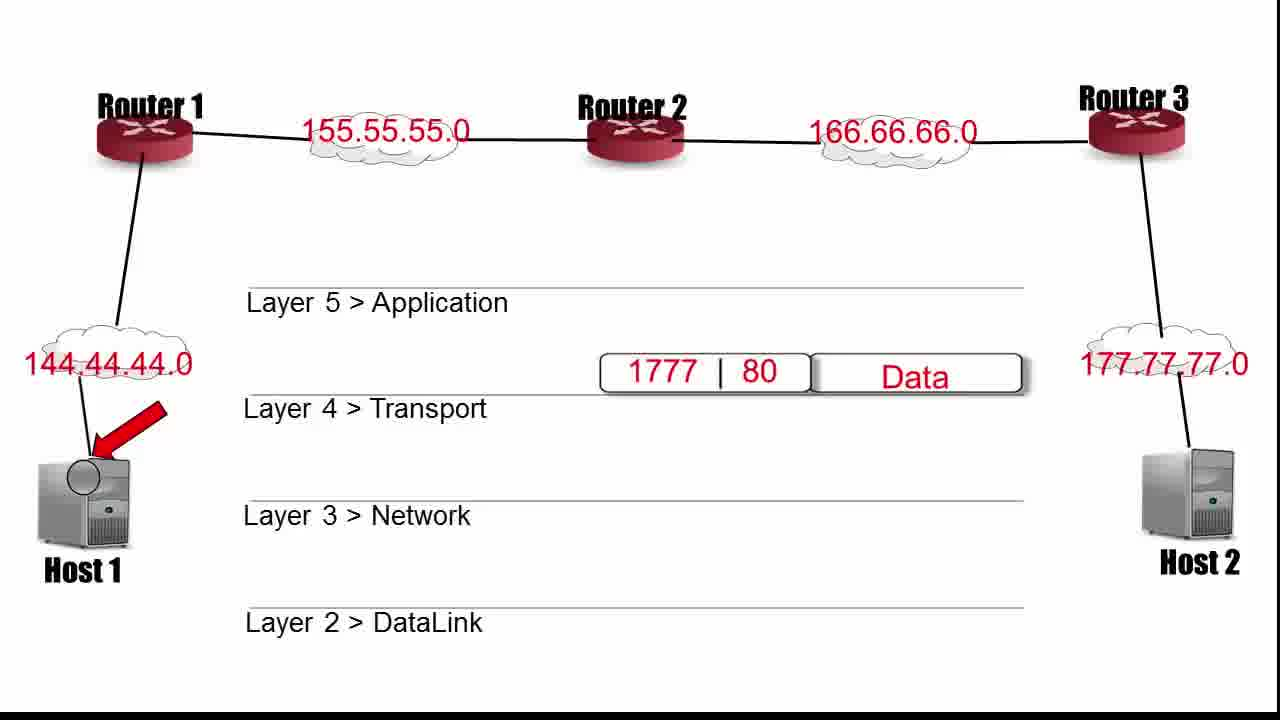 Router 1
155.55.55.0
Router 2
166.66.66.0
Router 3
Layer 5 > Application
144.44.44.0
1777 | 80
Data
177.77.77.0
Layer 4 > Transport
Layer 3 > Network
Host 1
Host 2
Layer 2 > DataLink